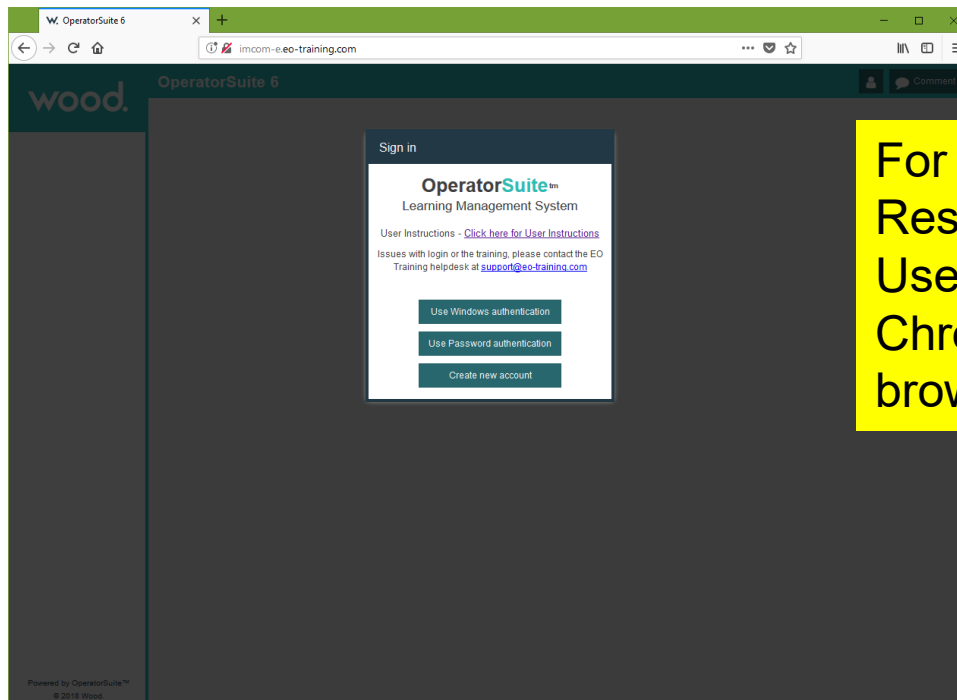 W. OperatorSuite 6
imcom-e.eo-training.com
wood.
OperatorSuite 6
Comment
Sign in
OperatorSuite tm
Learning Management System
User Instructions - Click here for User Instructions
Issues with login or the training, please contact the EO
Training helpdesk at support@eo-training.com
Use Windows authentication
Use Password authentication
Create new account
For
Res
Use
Chr
brow
Powered by OperatorSuite™
© 2018 Wood.